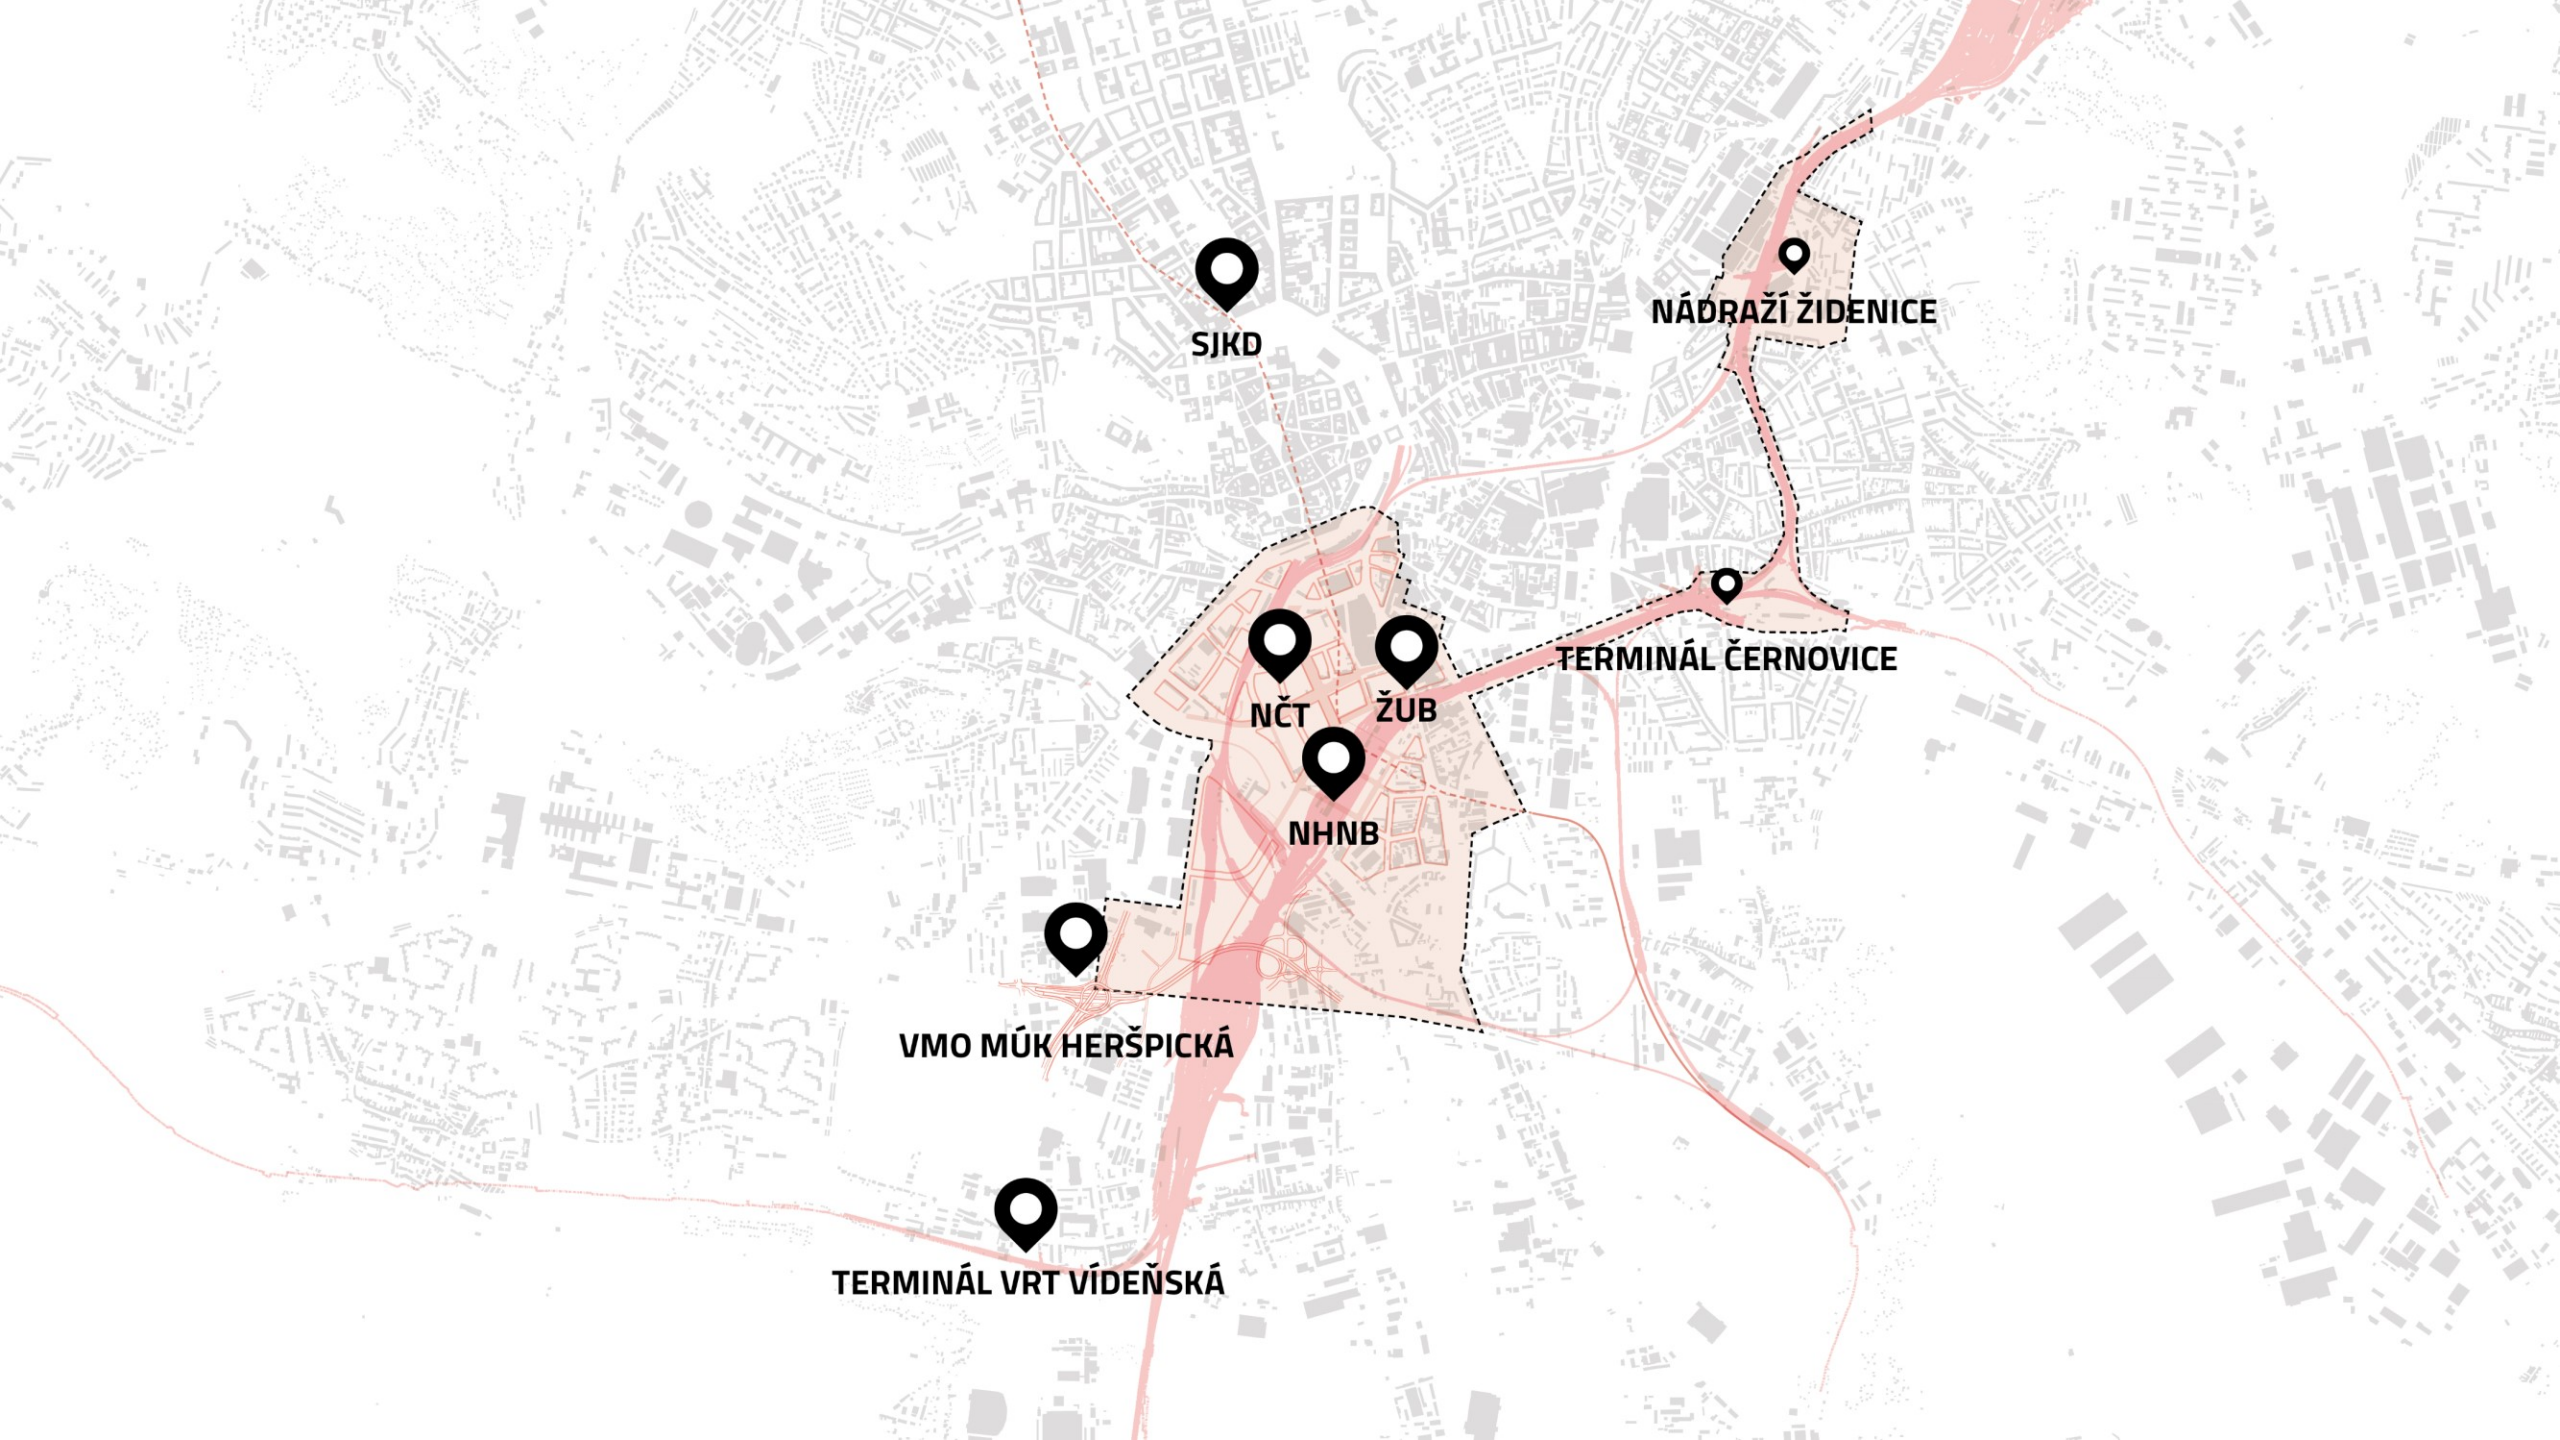 NÁDRAŽÍ ŽIDENICE
SJKD
TERMINÁL ČERNOVICE
NČT
ŽUB
NHNB
VMO MÚK HERŠPICKÁ
TERMINÁL VRT VÍDEŇSKÁ